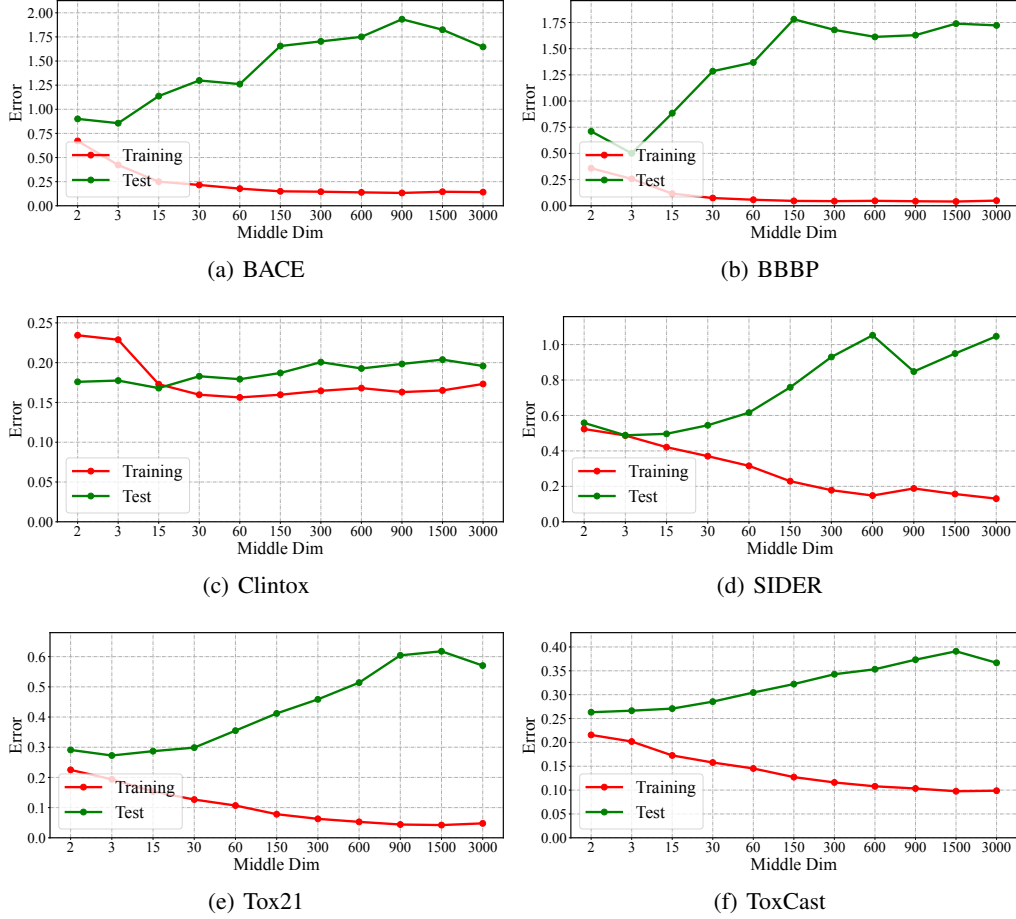 2.00
1.75
1.50
1.25
1.00
0.75
0.50
0.25
0.00
Error
Training
Test
2 3 15 30 60 150 300 600 900 1500 3000
Middle Dim
(a) BACE
1.75
1.50
1.25
1.00
0.75
0.50
0.25
0.00
Error
Training
Test
2 3 15 30 60 150 300 600 900 1500 3000
Middle Dim
(b) BBBP
0.25
0.20
0.15
0.10
0.05
0.00
Error
Training
Test
2 3 15 30 60 150 300 600 900 1500 3000
Middle Dim
(c) Clintox
1.0
0.8
0.6
0.4
0.2
0.0
Error
Training
Test
2 3 15 30 60 150 300 600 900 1500 3000
Middle Dim
(d) SIDER
0.6
0.5
0.4
0.3
0.2
0.1
0.0
Error
Training
Test
2 3 15 30 60 150 300 600 900 1500 3000
Middle Dim
(e) Tox21
0.40
0.35
0.30
0.25
0.20
0.15
0.10
0.05
0.00
Error
Training
Test
2 3 15 30 60 150 300 600 900 1500 3000
Middle Dim
(f) ToxCast